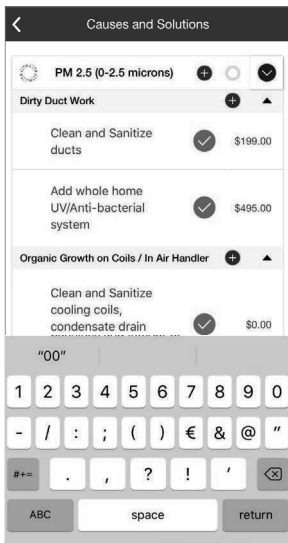 Causes and Solutions
PM 2.5 (0-2.5 microns)
Dirty Duct Work
Clean and Sanitize
ducts
$199.00
Add whole home
UV/Anti-bacterial
system
$495.00
Organic Growth on Coils / In Air Handler
Clean and Sanitize
cooling coils,
condensate drain
$0.00
"00"
1 2 3 4 5 6 7 8 9 0
- / : ; ( ) € & @ "
#+= . , ? ! '
ABC space return